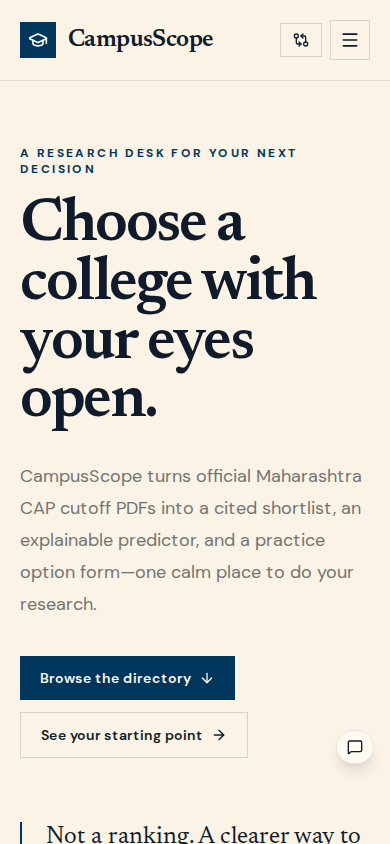 CampusScope
A RESEARCH DESK FOR YOUR NEXT
DECISION
Choose a
college with
your eyes
open.
CampusScope turns official Maharashtra
CAP cutoff PDFs into a cited shortlist, an
explainable predictor, and a practice
option form—one calm place to do your
research.
Browse the directory
See your starting point
Not a ranking. A clearer way to